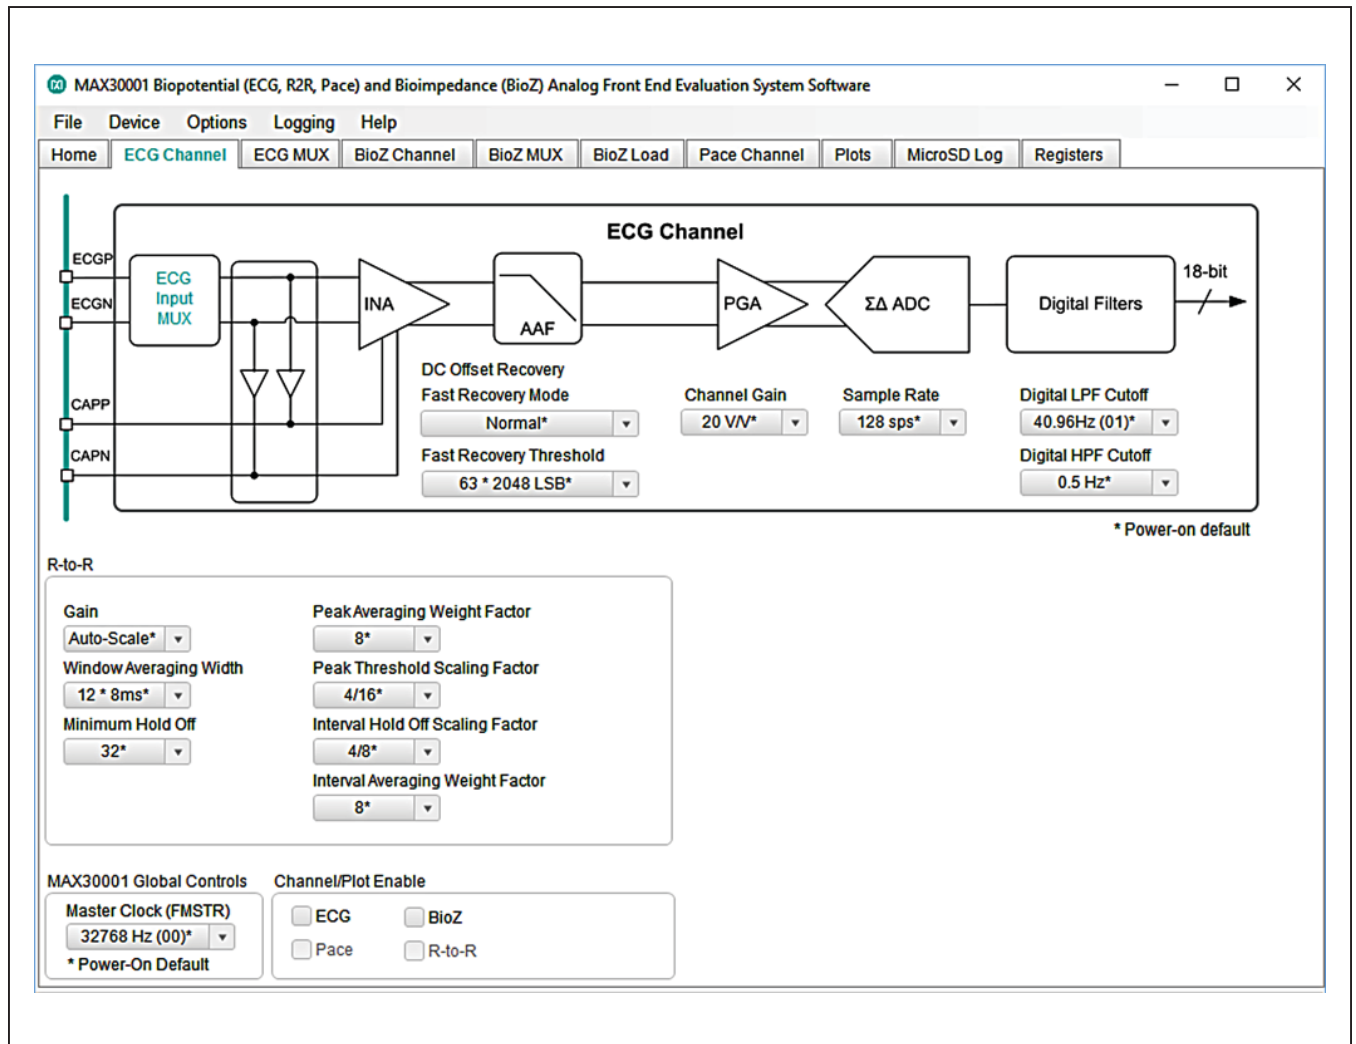 MAX30001 Biopotential (ECG, R2R, Pace) and Bioimpedance (BioZ) Analog Front End Evaluation System Software
File Device Options Logging Help
Home ECG Channel ECG MUX BioZ Channel BioZ MUX BioZ Load Pace Channel Plots MicroSD Log Registers
ECG Channel
ECGP
ECGN
CAPP
CAPN
ECG
Input
MUX
INA
AAF
PGA
ΣΔ ADC
Digital Filters
18-bit
DC Offset Recovery
Fast Recovery Mode
Normal*
Fast Recovery Threshold
63 * 2048 LSB*
Channel Gain
20 V/V*
Sample Rate
128 sps*
Digital LPF Cutoff
40.96Hz (01)*
Digital HPF Cutoff
0.5 Hz*
* Power-on default
R-to-R
Gain
Auto-Scale*
Window Averaging Width
12 * 8ms*
Minimum Hold Off
32*
Peak Averaging Weight Factor
8*
Peak Threshold Scaling Factor
4/16*
Interval Hold Off Scaling Factor
4/8*
Interval Averaging Weight Factor
8*
MAX30001 Global Controls
Master Clock (FMSTR)
32768 Hz (00)*
* Power-On Default
Channel/Plot Enable
ECG BioZ
Pace R-to-R